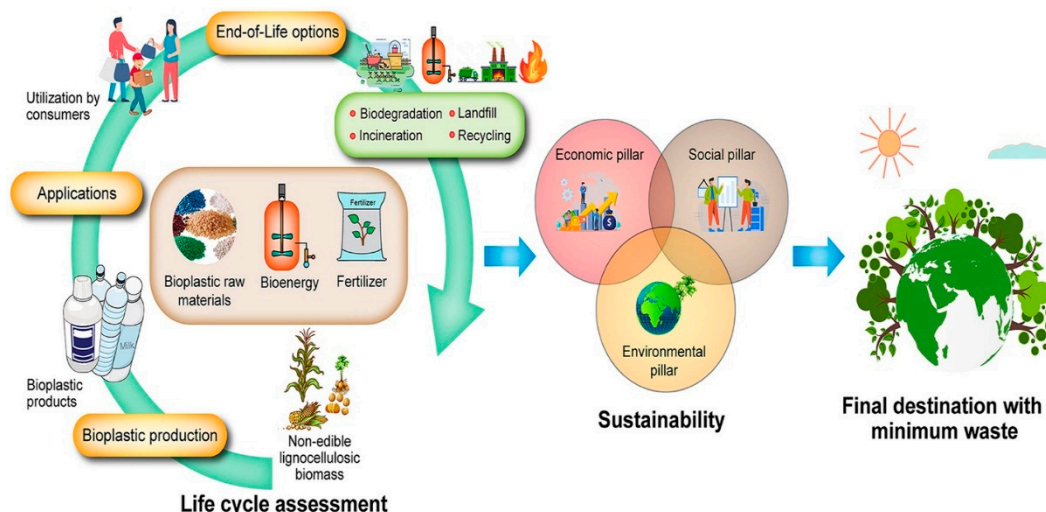 End-of-Life options
Utilization by
consumers
Biodegradation
Landfill
Incineration
Recycling
Applications
Fertilizer
Bioplastic raw
materials
Bioenergy
Fertilizer
Milk
Bioplastic
products
Bioplastic production
Non-edible
lignocellulosic
biomass
Life cycle assessment
Economic pillar
Social pillar
$
Environmental
pillar
Sustainability
Final destination with
minimum waste